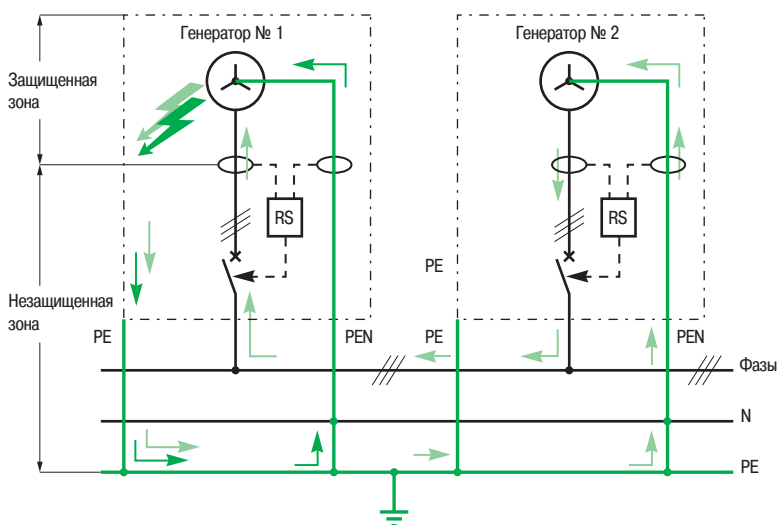 Генератор № 1
Генератор № 2
Защищенная
зона
RS
RS
PE
Незащищенная
зона
PE
PEN
PE
PEN
Фазы
N
PE